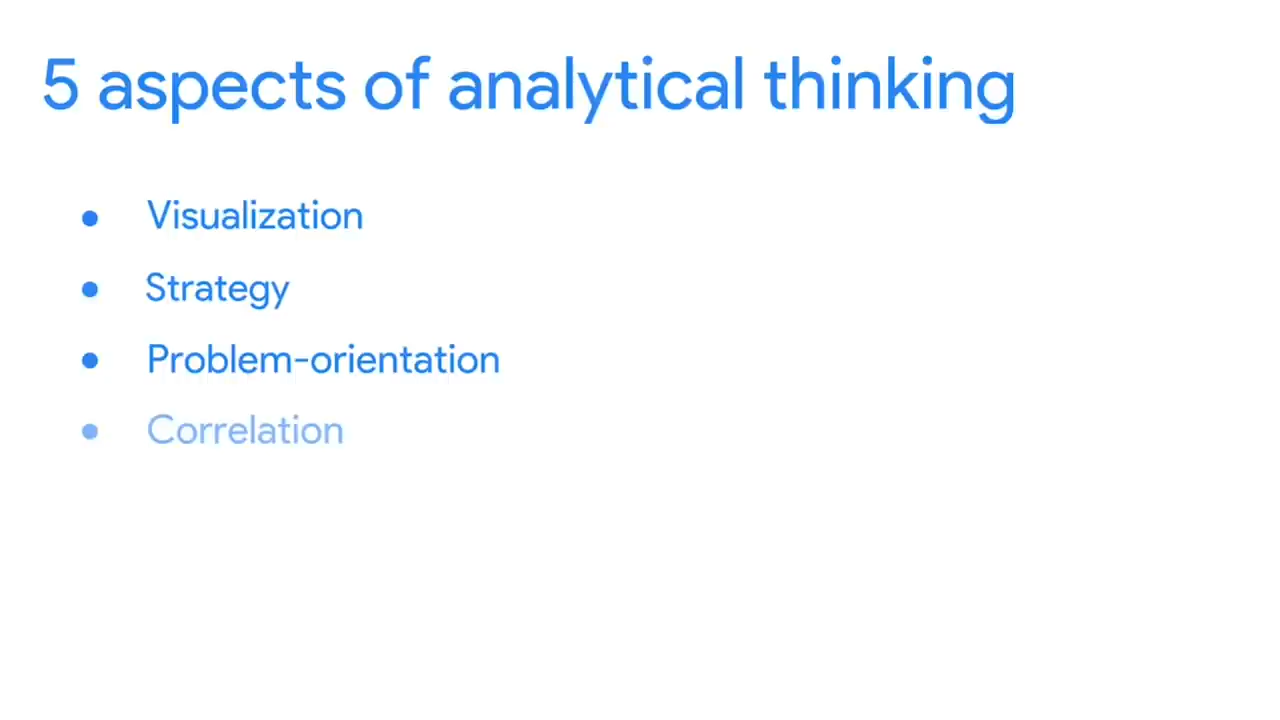 5 aspects of analytical thinking
● Visualization
● Strategy
● Problem-orientation
● Correlation